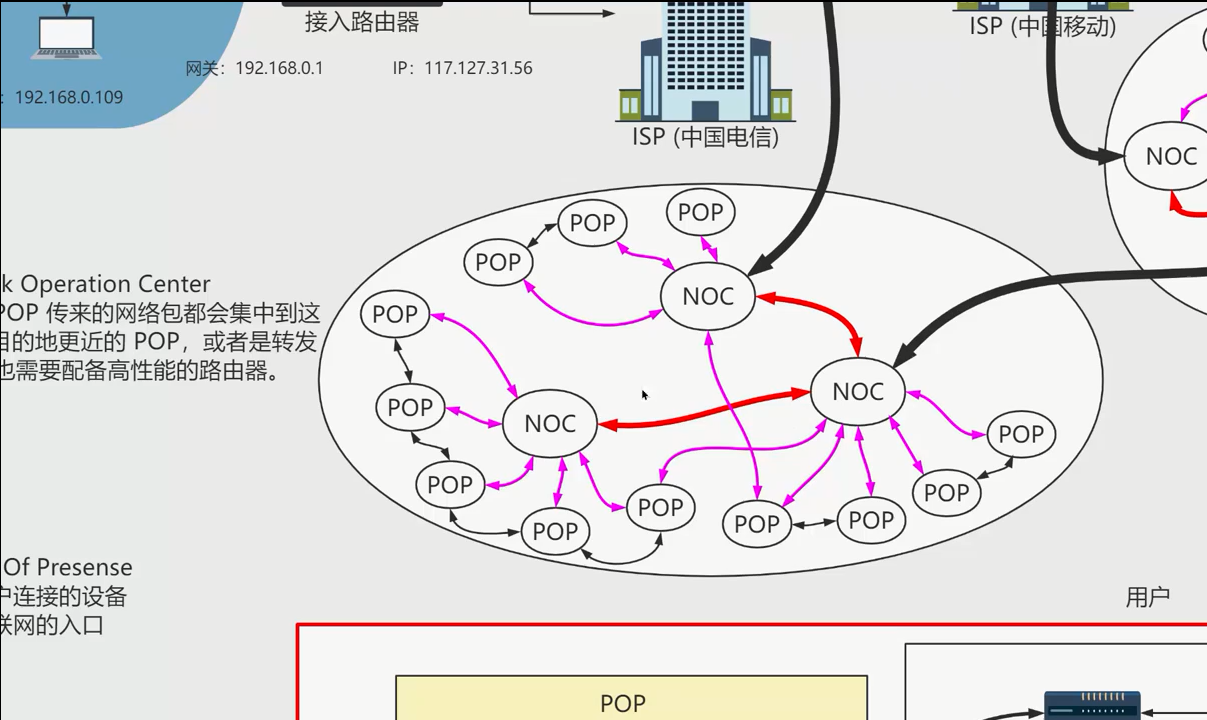 接入路由器
网关：192.168.0.1
IP：117.127.31.56
：192.168.0.109
ISP (中国电信)
ISP (中国移动)
NOC
POP
POP
POP
NOC
k Operation Center
POP 传来的网络包都会集中到这
目的地更近的 POP，或者是转发
也需要配备高性能的路由器。
POP
NOC
POP
NOC
POP
POP
POP
POP
POP
POP
POP
POP
Of Presense
户连接的设备
联网的入口
用户
POP